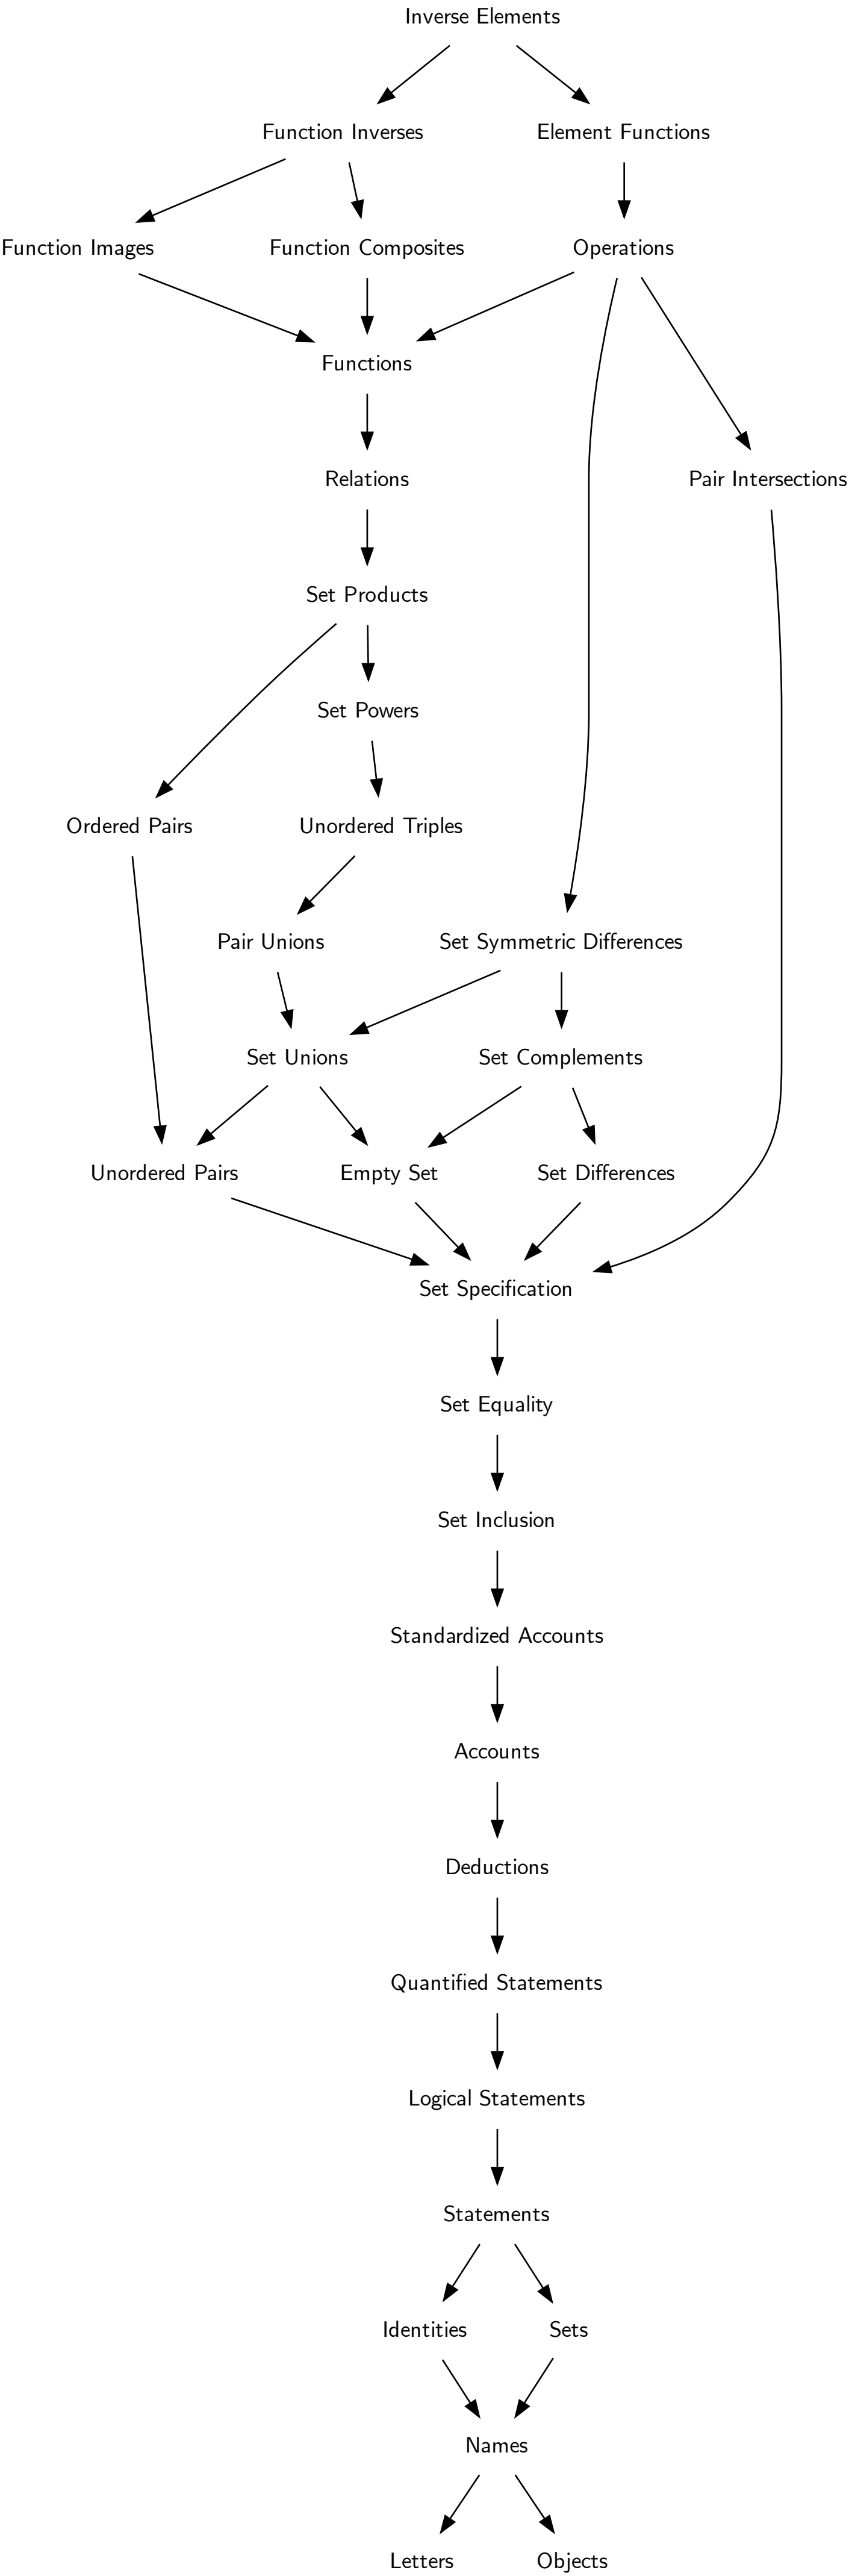 Inverse Elements
Function Inverses
Element Functions
Function Images
Function Composites
Operations
Functions
Relations
Pair Intersections
Set Products
Set Powers
Ordered Pairs
Unordered Triples
Pair Unions
Set Symmetric Differences
Set Unions
Set Complements
Unordered Pairs
Empty Set
Set Differences
Set Specification
Set Equality
Set Inclusion
Standardized Accounts
Accounts
Deductions
Quantified Statements
Logical Statements
Statements
Identities
Sets
Names
Letters
Objects